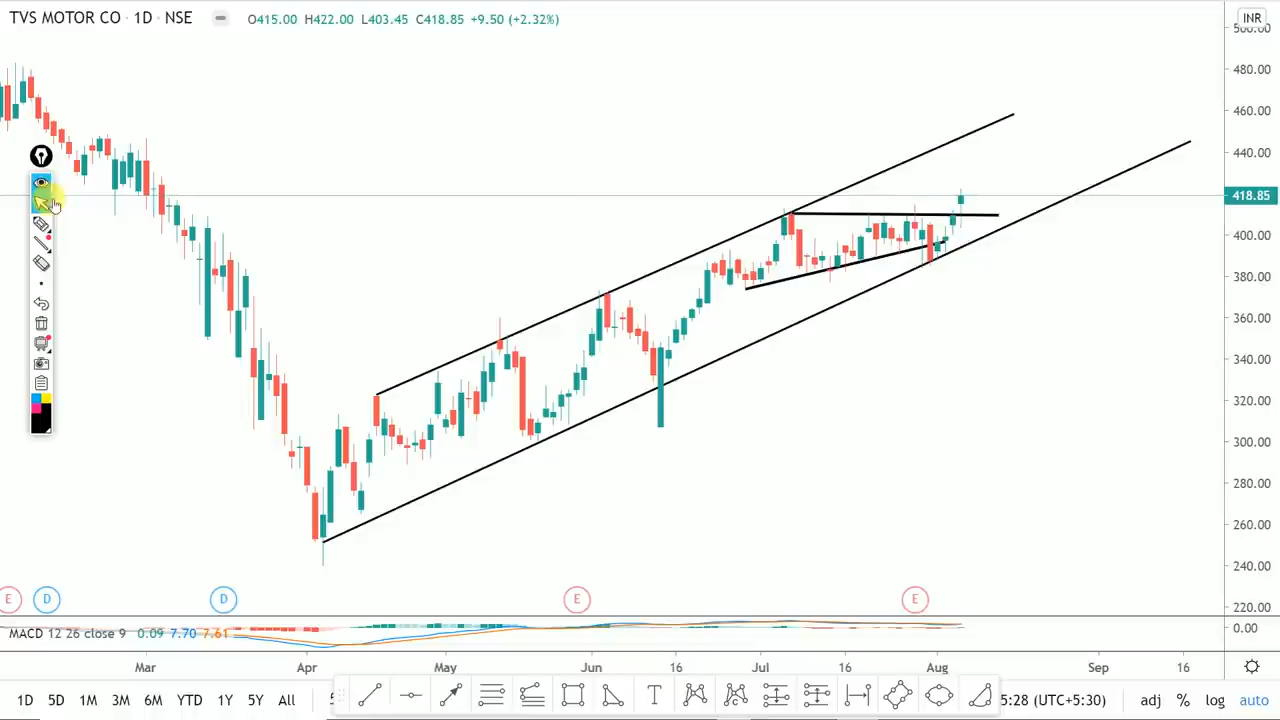 TVS MOTOR CO · 1D · NSE O415.00 H422.00 L403.45 C418.85 +9.50 (+2.32%)
INR
500.00
480.00
460.00
440.00
418.85
400.00
380.00
360.00
340.00
320.00
300.00
280.00
260.00
240.00
220.00
E D D E E
MACD 12 26 close 9 0.09 7.70 7.61
0.00
Mar Apr May Jun 16 Jul 16 Aug Sep 16
1D 5D 1M 3M 6M YTD 1Y 5Y All T 5:28 (UTC+5:30) adj % log auto